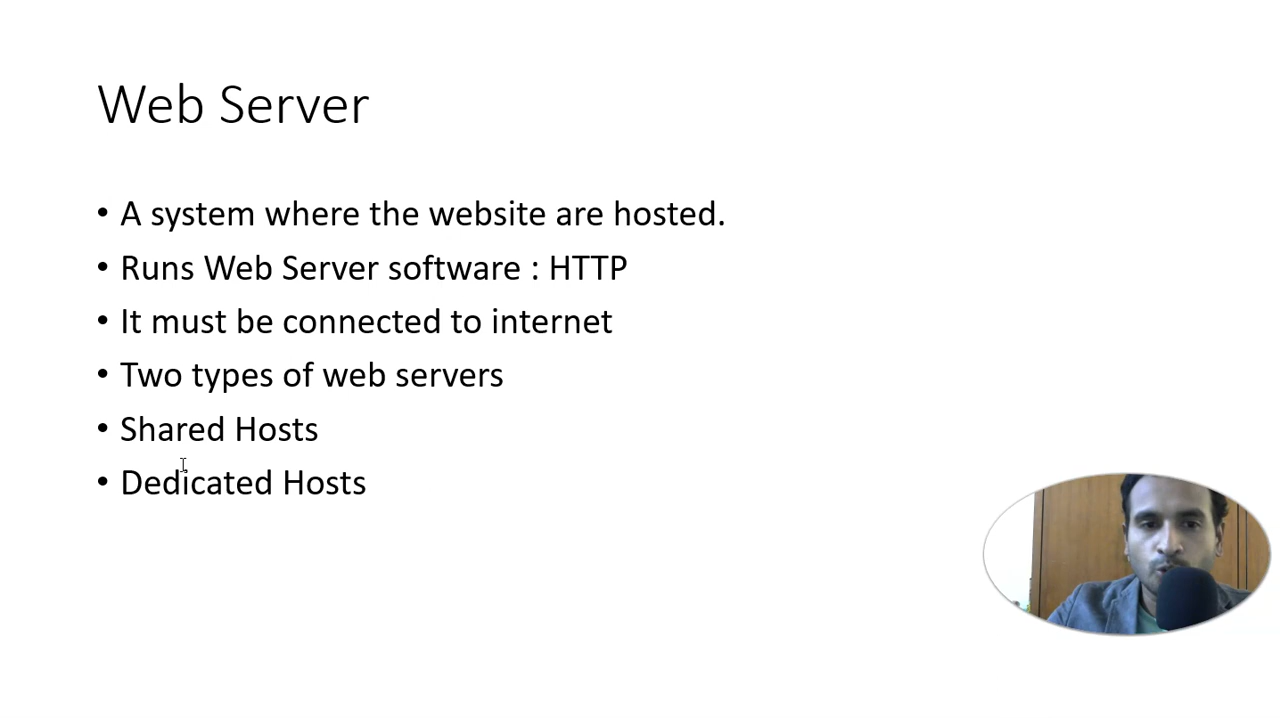 Web Server
• A system where the website are hosted.
• Runs Web Server software : HTTP
• It must be connected to internet
• Two types of web servers
• Shared Hosts
• Dedicated Hosts